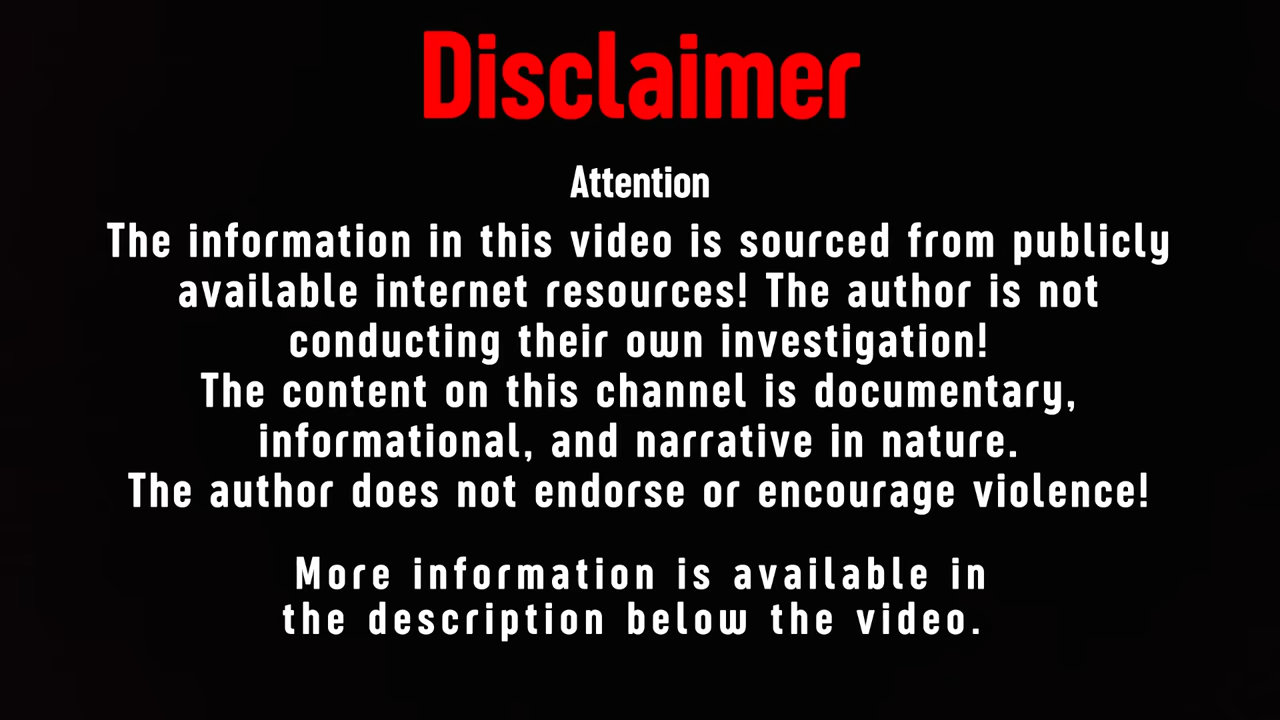 Disclaimer
Attention
The information in this video is sourced from publicly
available internet resources! The author is not
conducting their own investigation!
The content on this channel is documentary,
informational, and narrative in nature.
The author does not endorse or encourage violence!
More information is available in
the description below the video.